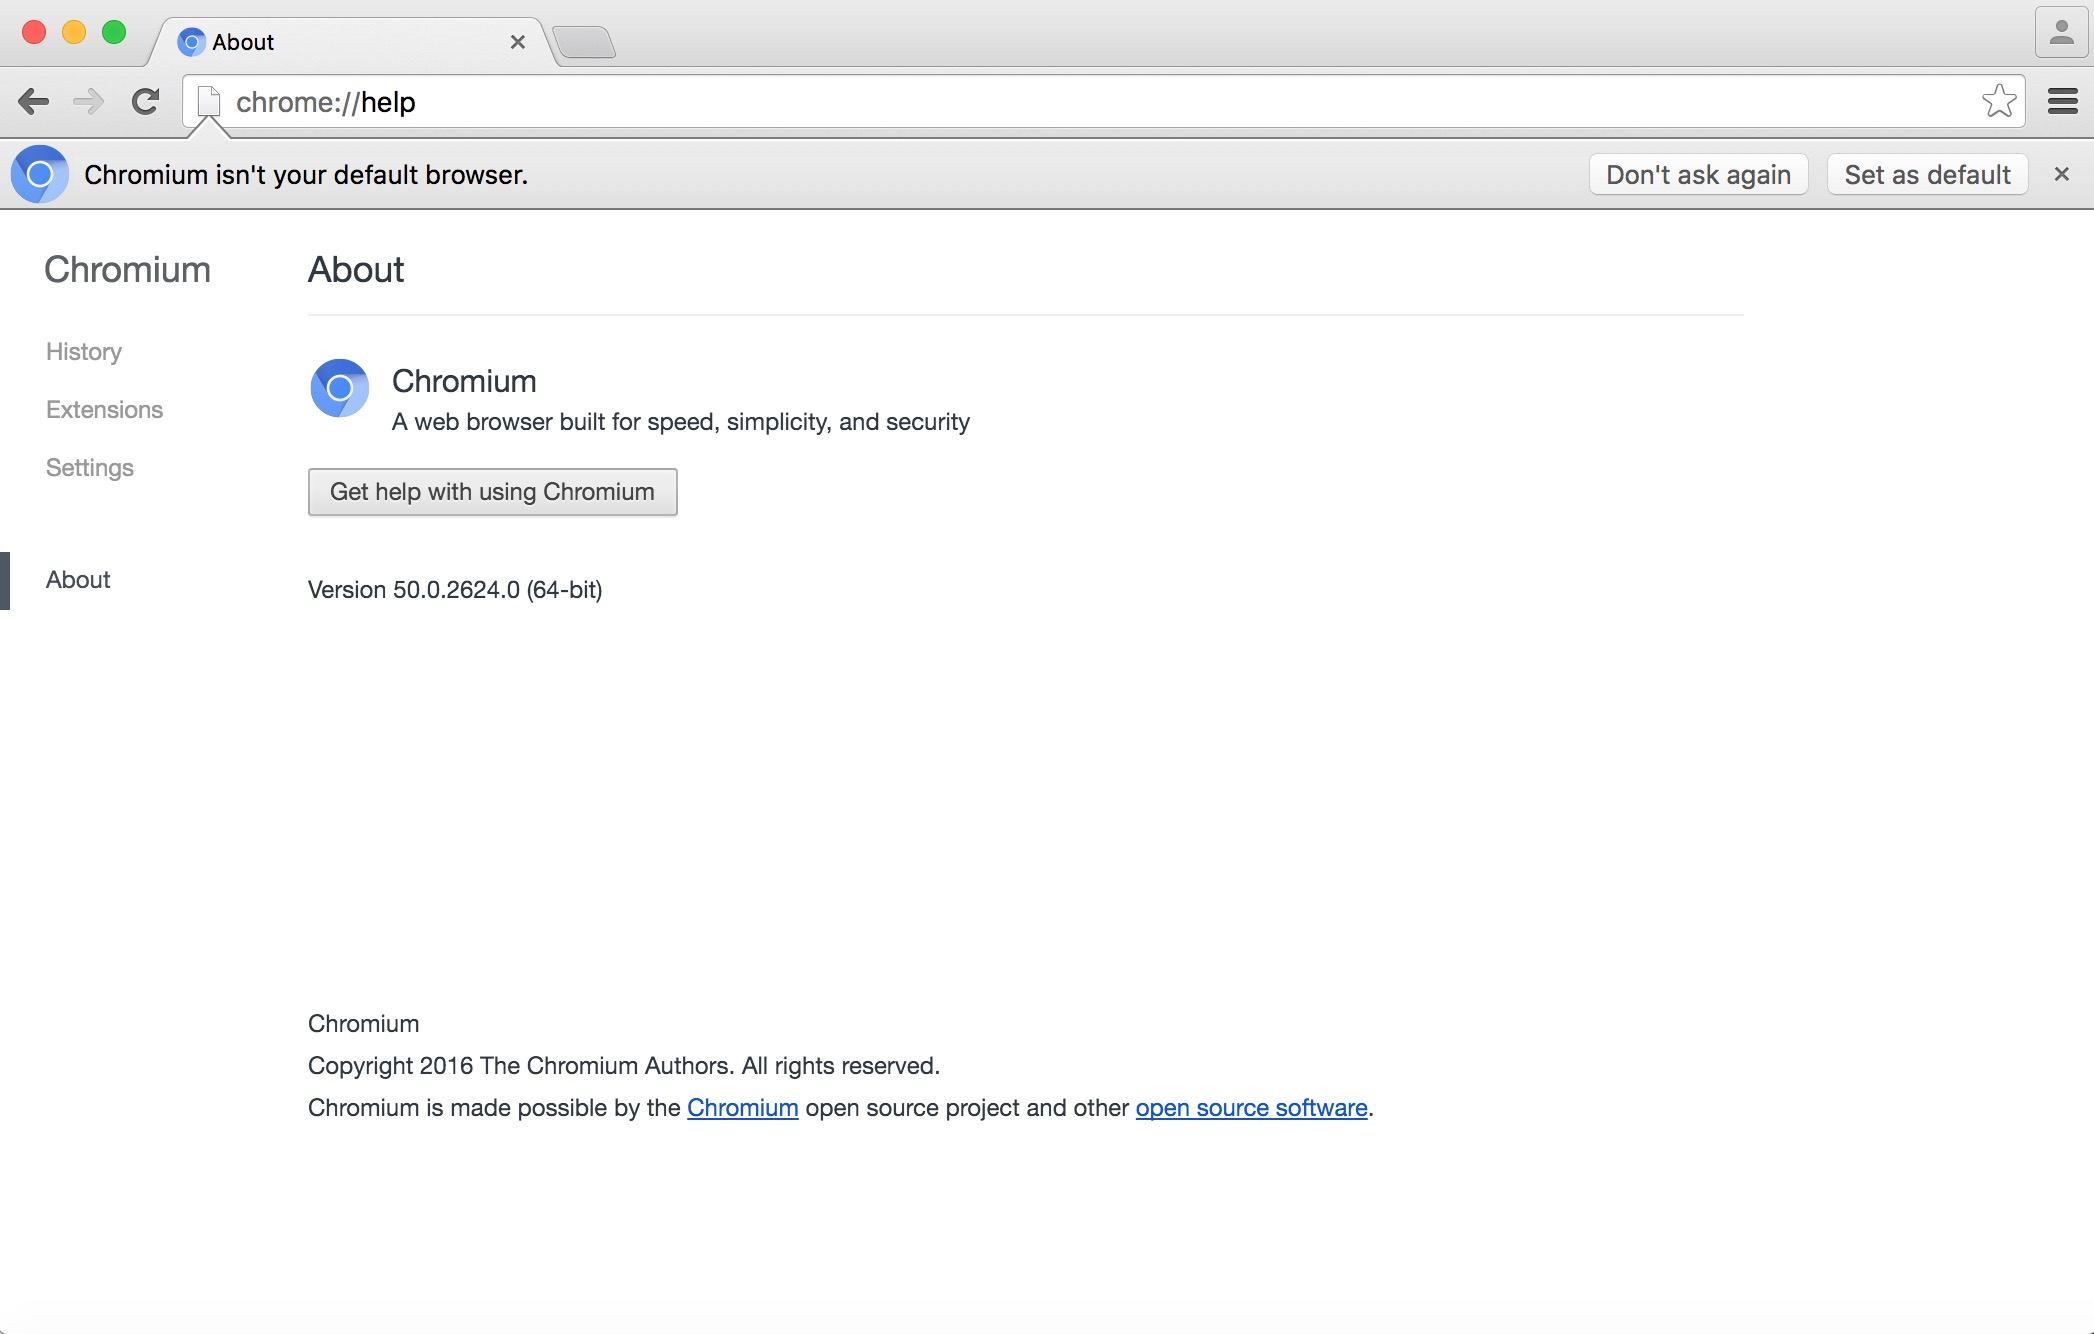 About
chrome://help
Chromium isn't your default browser.
Don't ask again
Set as default
Chromium
History
Extensions
Settings
About
About
Chromium
A web browser built for speed, simplicity, and security
Get help with using Chromium
Version 50.0.2624.0 (64-bit)
Chromium
Copyright 2016 The Chromium Authors. All rights reserved.
Chromium is made possible by the Chromium open source project and other open source software.